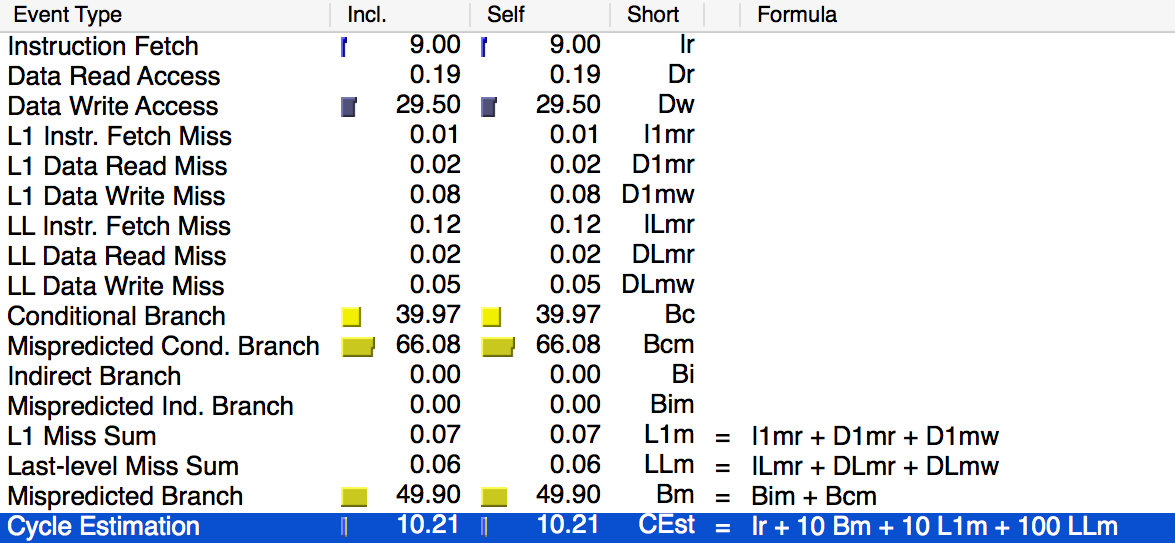 Event Type Incl. Self Short Formula
Instruction Fetch 9.00 9.00 Ir
Data Read Access 0.19 0.19 Dr
Data Write Access 29.50 29.50 Dw
L1 Instr. Fetch Miss 0.01 0.01 I1mr
L1 Data Read Miss 0.02 0.02 D1mr
L1 Data Write Miss 0.08 0.08 D1mw
LL Instr. Fetch Miss 0.12 0.12 ILmr
LL Data Read Miss 0.02 0.02 DLmr
LL Data Write Miss 0.05 0.05 DLmw
Conditional Branch 39.97 39.97 Bc
Mispredicted Cond. Branch 66.08 66.08 Bcm
Indirect Branch 0.00 0.00 Bi
Mispredicted Ind. Branch 0.00 0.00 Bim
L1 Miss Sum 0.07 0.07 L1m = I1mr + D1mr + D1mw
Last-level Miss Sum 0.06 0.06 LLm = ILmr + DLmr + DLmw
Mispredicted Branch 49.90 49.90 Bm = Bim + Bcm
Cycle Estimation 10.21 10.21 CEst = Ir + 10 Bm + 10 L1m + 100 LLm